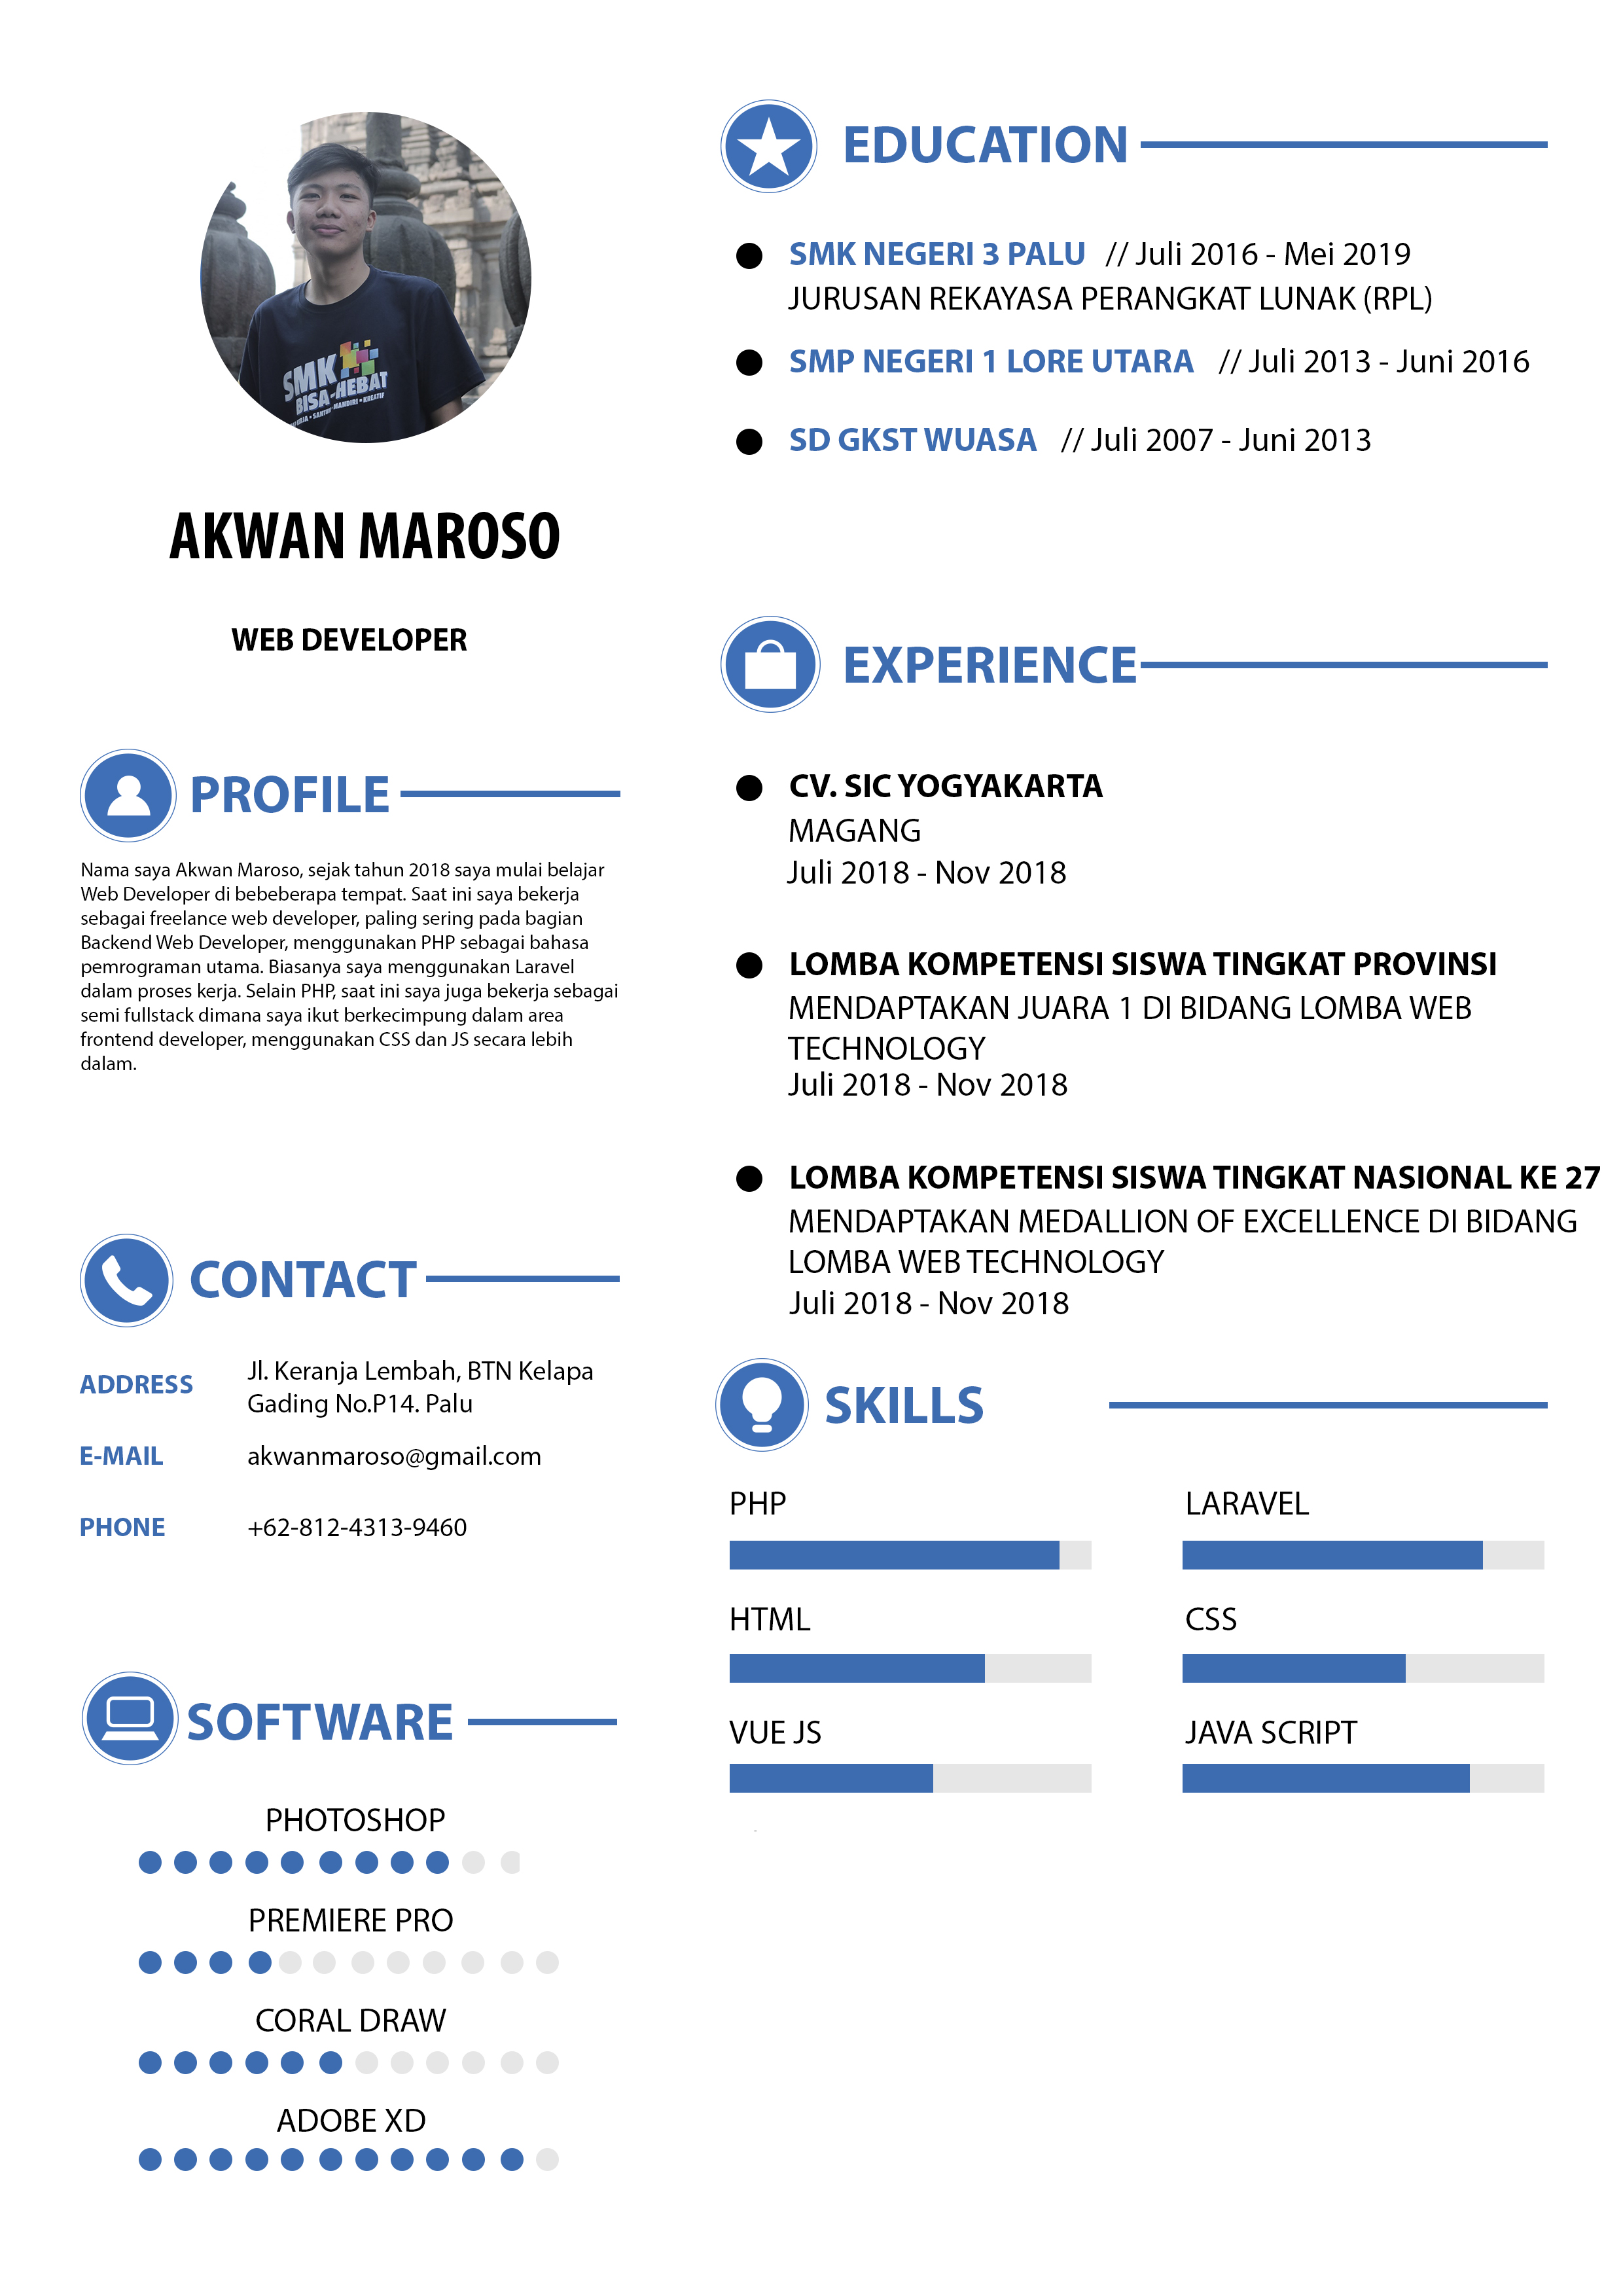 SMK
BISA-HEBAT
AKWAN MAROSO
WEB DEVELOPER
PROFILE
Nama saya Akwan Maroso, sejak tahun 2018 saya mulai belajar
Web Developer di bebeberapa tempat. Saat ini saya bekerja
sebagai freelance web developer, paling sering pada bagian
Backend Web Developer, menggunakan PHP sebagai bahasa
pemrograman utama. Biasanya saya menggunakan Laravel
dalam proses kerja. Selain PHP, saat ini saya juga bekerja sebagai
semi fullstack dimana saya ikut berkecimpung dalam area
frontend developer, menggunakan CSS dan JS secara lebih
dalam.
CONTACT
ADDRESS Jl. Keranja Lembah, BTN Kelapa
Gading No.P14. Palu
E-MAIL akwanmaroso@gmail.com
PHONE +62-812-4313-9460
SOFTWARE
PHOTOSHOP
PREMIERE PRO
CORAL DRAW
ADOBE XD
EDUCATION
SMK NEGERI 3 PALU // Juli 2016 - Mei 2019
JURUSAN REKAYASA PERANGKAT LUNAK (RPL)
SMP NEGERI 1 LORE UTARA // Juli 2013 - Juni 2016
SD GKST WUASA // Juli 2007 - Juni 2013
EXPERIENCE
CV. SIC YOGYAKARTA
MAGANG
Juli 2018 - Nov 2018
LOMBA KOMPETENSI SISWA TINGKAT PROVINSI
MENDAPTAKAN JUARA 1 DI BIDANG LOMBA WEB
TECHNOLOGY
Juli 2018 - Nov 2018
LOMBA KOMPETENSI SISWA TINGKAT NASIONAL KE 27
MENDAPTAKAN MEDALLION OF EXCELLENCE DI BIDANG
LOMBA WEB TECHNOLOGY
Juli 2018 - Nov 2018
SKILLS
PHP LARAVEL
HTML CSS
VUE JS JAVA SCRIPT